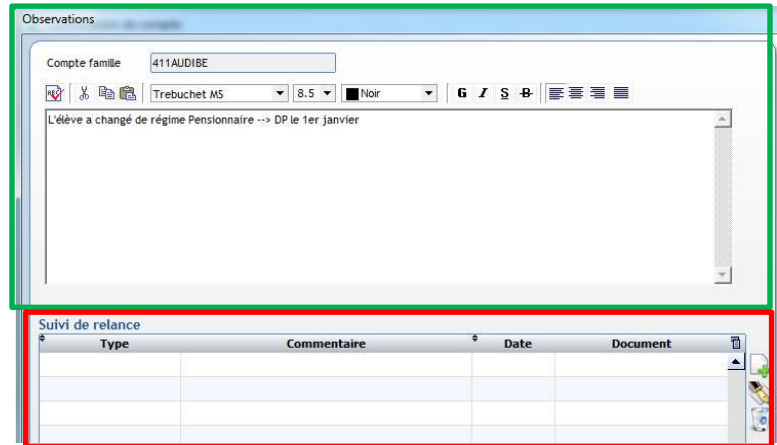 Observations
Compte famille 411AUDIBE
ABC Trebuchet MS 8.5 Noir G I S B
L'élève a changé de régime Pensionnaire --> DP le 1er janvier
Suivi de relance
Type Commentaire Date Document